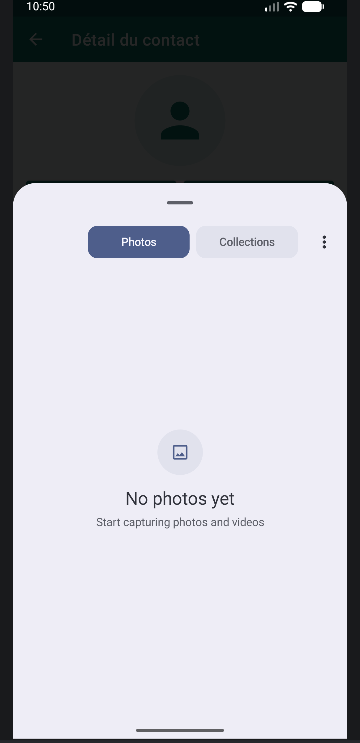 10:50
Détail du contact
Photos
Collections
No photos yet
Start capturing photos and videos